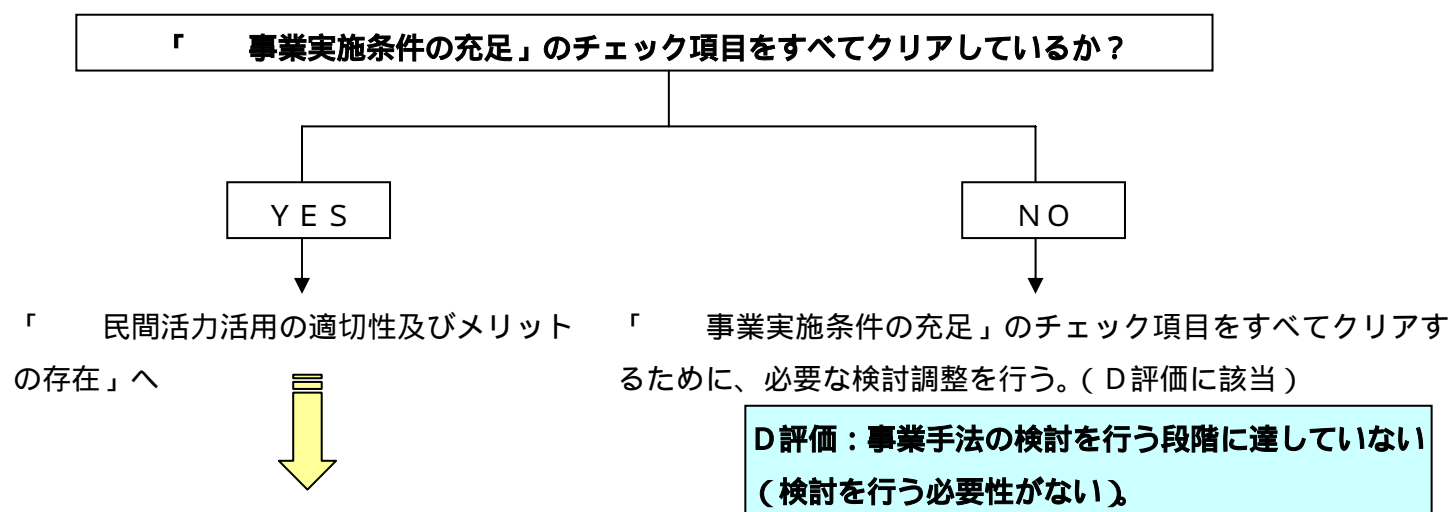 「　　事業実施条件の充足」のチェック項目をすべてクリアしているか？
ＹＥＳ
ＮＯ
「　　民間活力活用の適切性及びメリット
の存在」へ
「　　事業実施条件の充足」のチェック項目をすべてクリアす
るために、必要な検討調整を行う。（Ｄ評価に該当）
Ｄ評価：事業手法の検討を行う段階に達していない
（検討を行う必要性がない）。